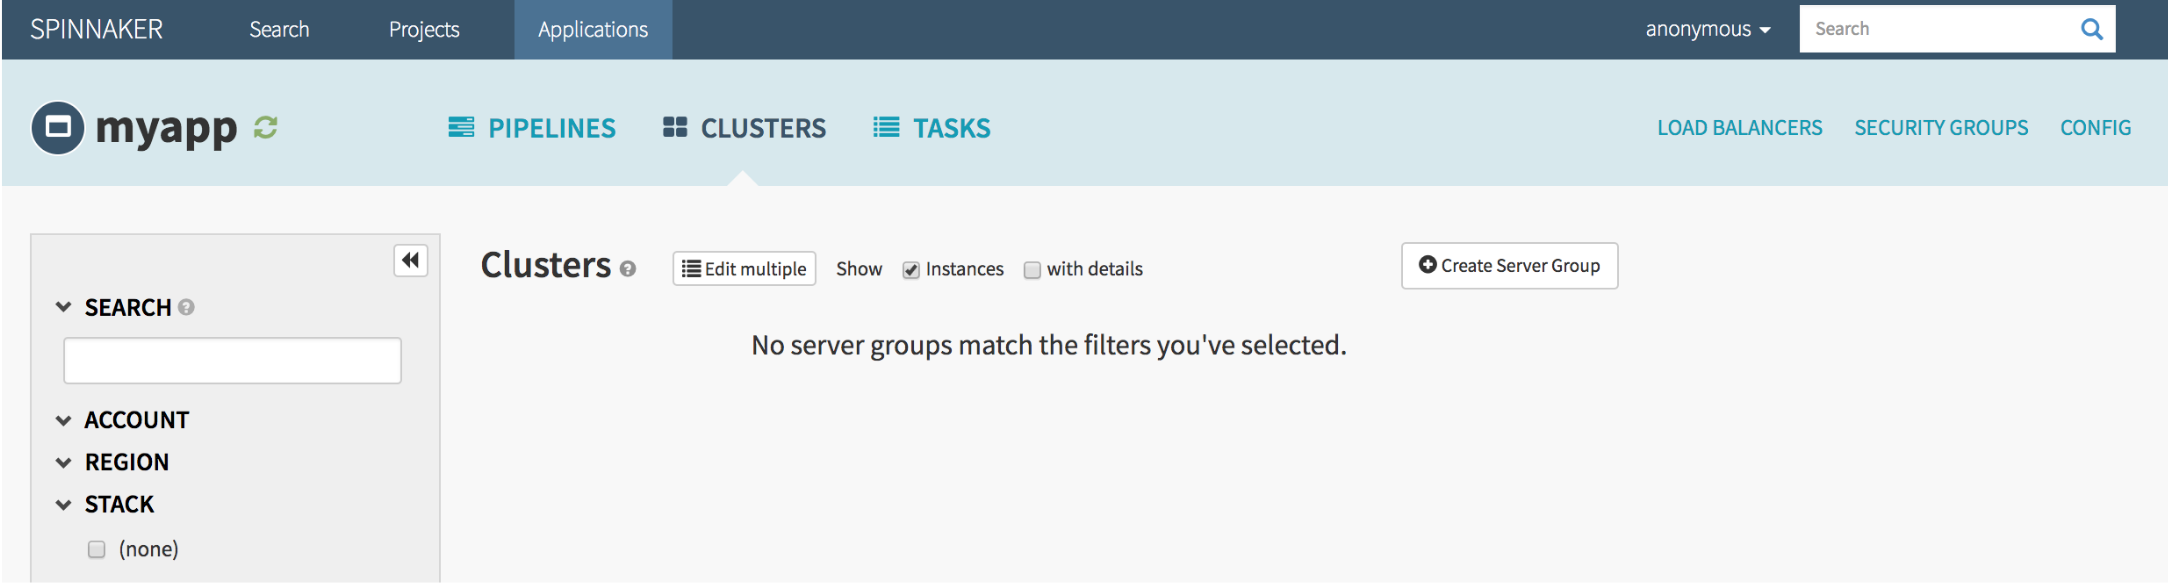 SPINNAKER Search Projects Applications anonymous Search
myapp PIPELINES CLUSTERS TASKS LOAD BALANCERS SECURITY GROUPS CONFIG
Clusters Edit multiple Show Instances with details Create Server Group
No server groups match the filters you've selected.
SEARCH
ACCOUNT
REGION
STACK
(none)